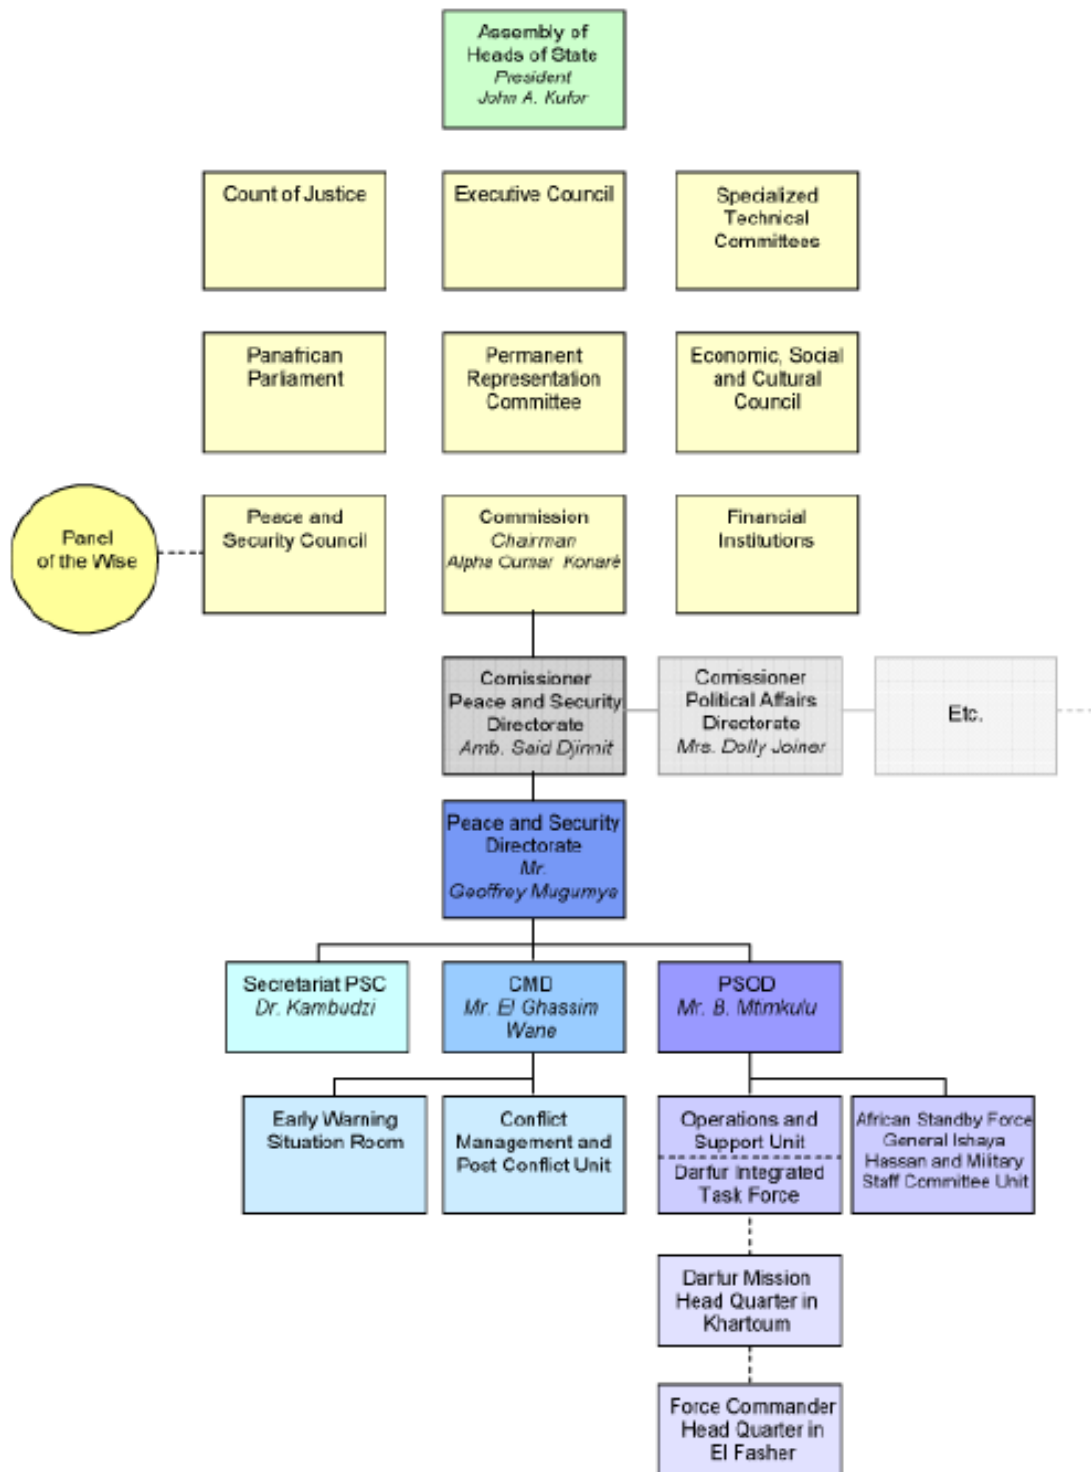 Assembly of
Heads of State
President
John A. Kufor
Count of Justice
Executive Council
Specialized
Technical
Committees
Panafrican
Parliament
Permanent
Representation
Committee
Economic, Social
and Cultural
Council
Panel
of the Wise
Peace and
Security Council
Commission
Chairman
Alpha Oumar Konaré
Financial
Institutions
Comissioner
Peace and Security
Directorate
Amb. Said Djinnit
Comissioner
Political Affairs
Directorate
Mrs. Dolly Joiner
Etc.
Peace and Security
Directorate
Mr.
Geoffrey Mugumya
Secretariat PSC
Dr. Kambudzi
CMD
Mr. El Ghassim
Wane
PSOD
Mr. B. Mtimkulu
Early Warning
Situation Room
Conflict
Management and
Post Conflict Unit
Operations and
Support Unit
Darfur Integrated
Task Force
African Standby Force
General Ishaya
Hassan and Military
Staff Committee Unit
Darfur Mission
Head Quarter in
Khartoum
Force Commander
Head Quarter in
El Fasher